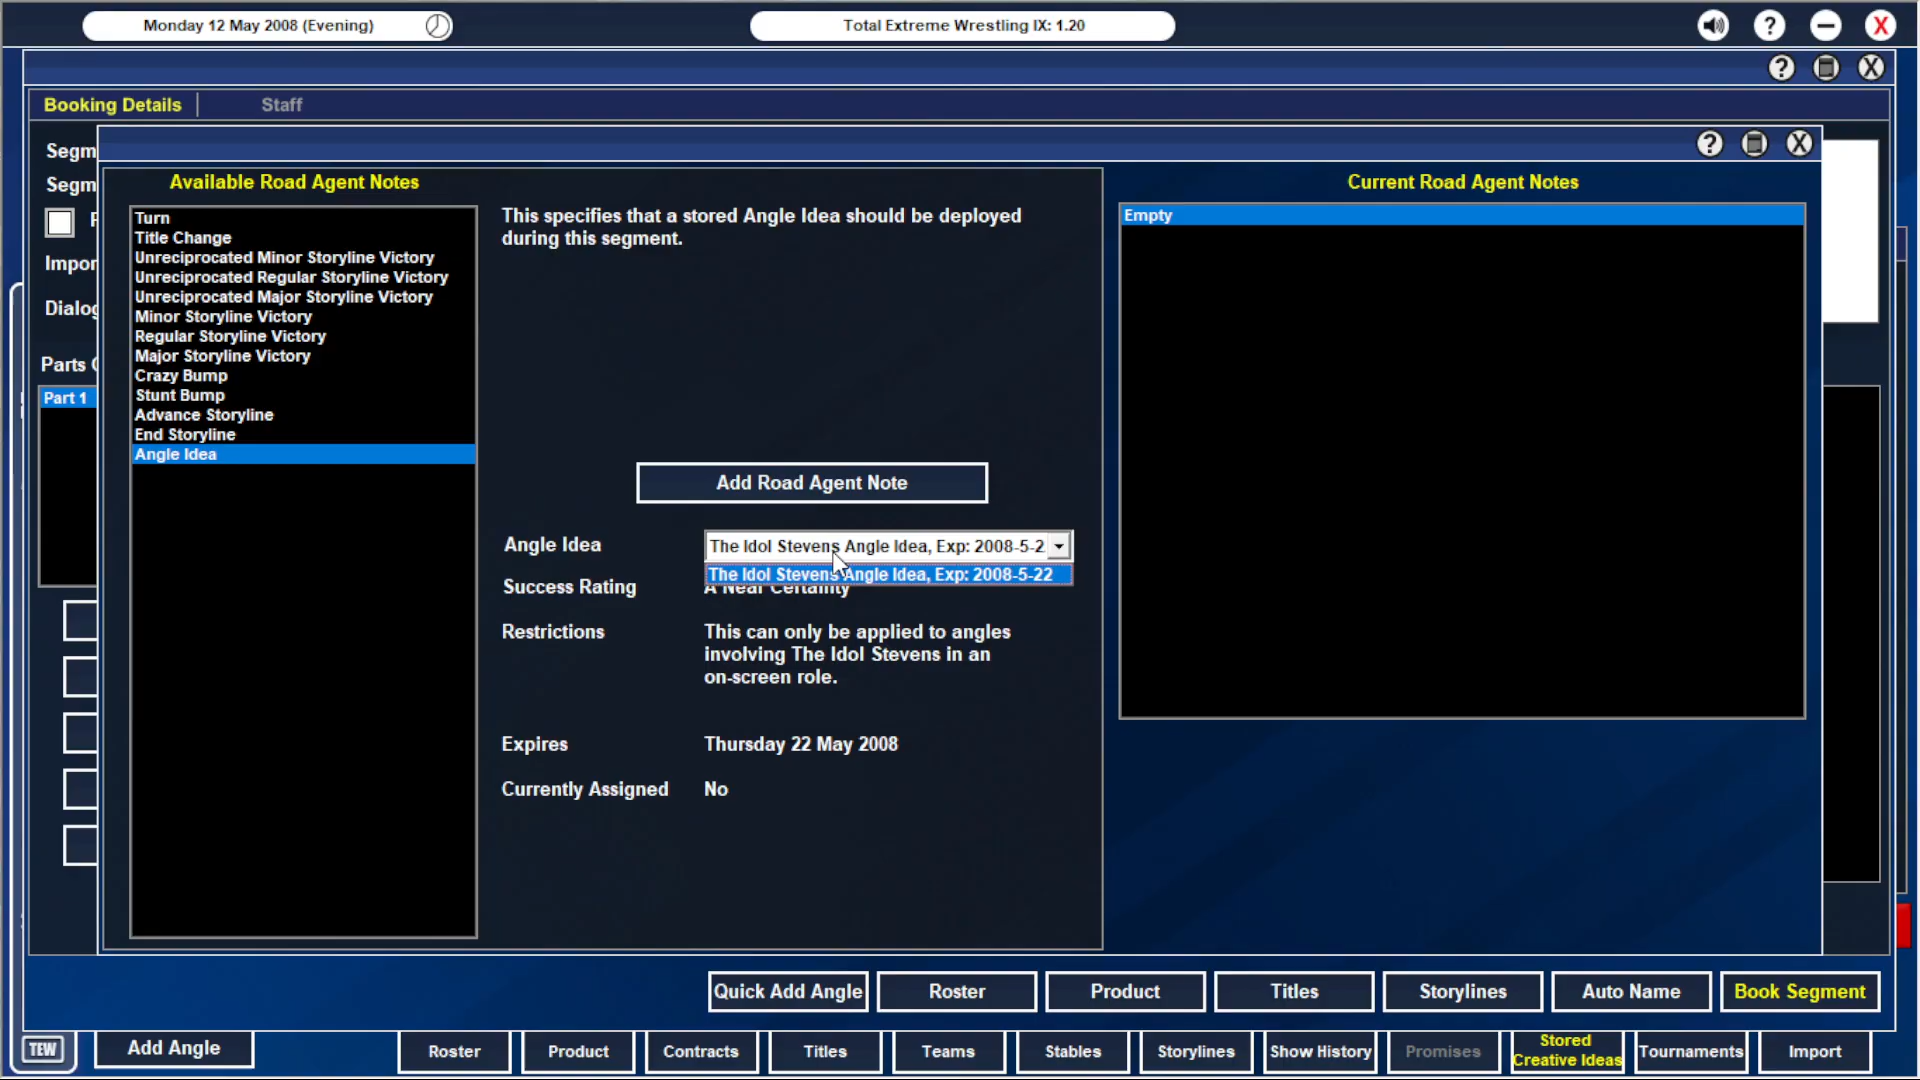 Monday 12 May 2008 (Evening)
Total Extreme Wrestling IX: 1.20
?
X
?
X
Booking Details
Staff
?
X
Segm
Segm
Impor
Dialog
Parts
Part 1
Available Road Agent Notes
Turn
Title Change
Unreciprocated Minor Storyline Victory
Unreciprocated Regular Storyline Victory
Unreciprocated Major Storyline Victory
Minor Storyline Victory
Regular Storyline Victory
Major Storyline Victory
Crazy Bump
Stunt Bump
Advance Storyline
End Storyline
Angle Idea
This specifies that a stored Angle Idea should be deployed
during this segment.
Add Road Agent Note
Angle Idea
The Idol Stevens Angle Idea, Exp: 2008-5-2
The Idol Stevens Angle Idea, Exp: 2008-5-22
Success Rating
A Near Certainty
Restrictions
This can only be applied to angles
involving The Idol Stevens in an
on-screen role.
Expires
Thursday 22 May 2008
Currently Assigned
No
Current Road Agent Notes
Empty
Quick Add Angle
Roster
Product
Titles
Storylines
Auto Name
Book Segment
TEW
Add Angle
Roster
Product
Contracts
Titles
Teams
Stables
Storylines
Show History
Promises
Stored
Creative Ideas
Tournaments
Import